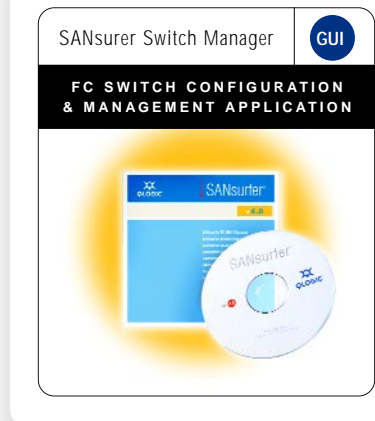 SANsurer Switch Manager
GUI
FC SWITCH CONFIGURATION
& MANAGEMENT APPLICATION
QLOGIC
SANsurfer
SANsurfer
QLOGIC